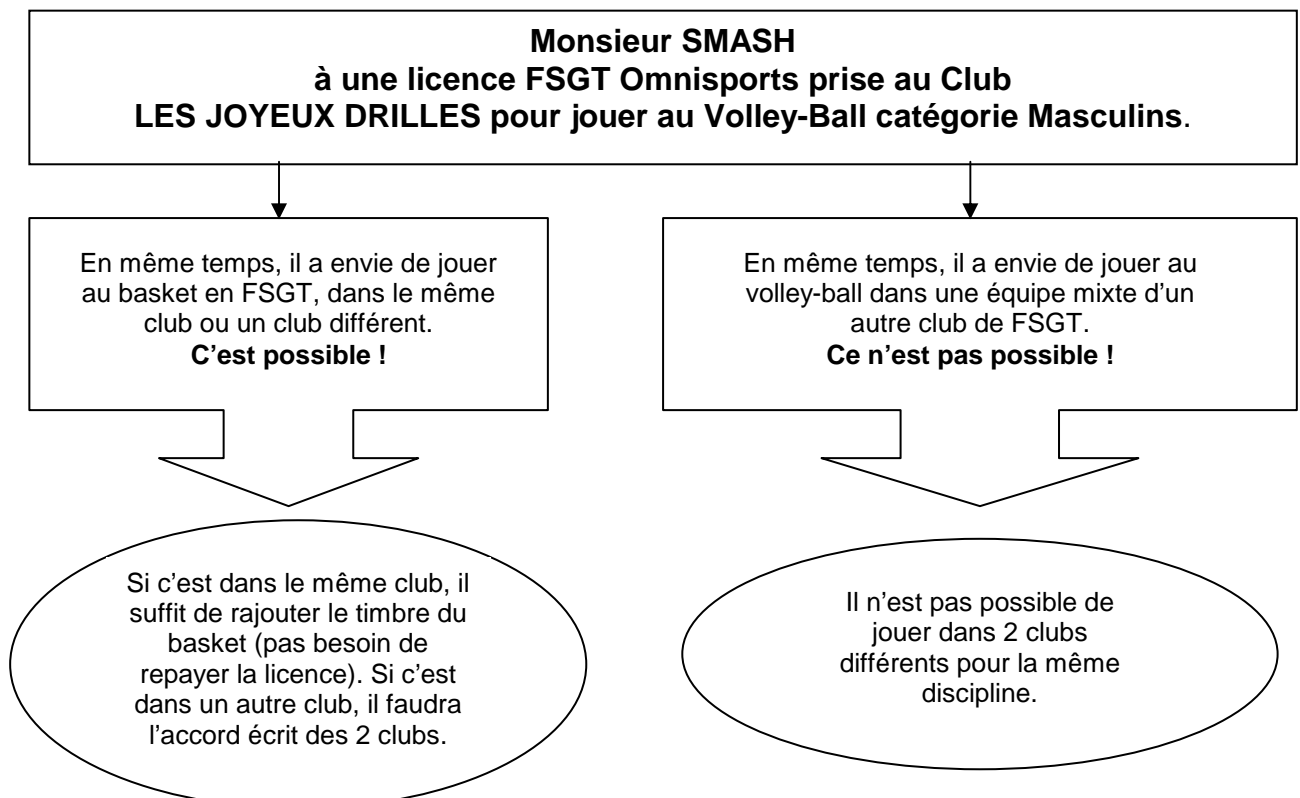 Monsieur SMASH
à une licence FSGT Omnisports prise au Club
LES JOYEUX DRILLES pour jouer au Volley-Ball catégorie Masculins.
En même temps, il a envie de jouer
au basket en FSGT, dans le même
club ou un club différent.
C’est possible !
En même temps, il a envie de jouer au
volley-ball dans une équipe mixte d’un
autre club de FSGT.
Ce n’est pas possible !
Si c’est dans le même club, il
suffit de rajouter le timbre du
basket (pas besoin de
repayer la licence). Si c’est
dans un autre club, il faudra
l’accord écrit des 2 clubs.
Il n’est pas possible de
jouer dans 2 clubs
différents pour la même
discipline.